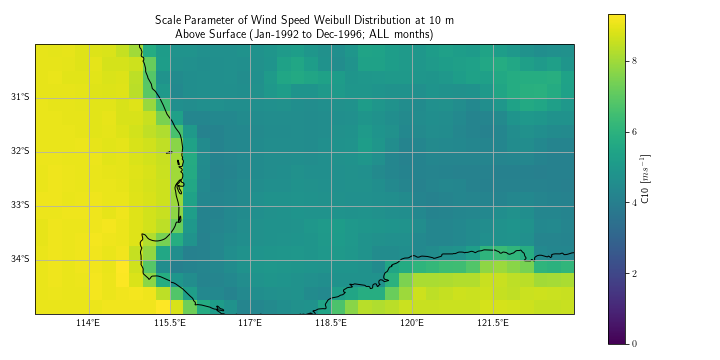 Scale Parameter of Wind Speed Weibull Distribution at 10 m
Above Surface (Jan-1992 to Dec-1996; ALL months)
31°S
32°S
33°S
34°S
114°E
115.5°E
117°E
118.5°E
120°E
121.5°E
8
6
4
2
0
C10 [ms⁻¹]